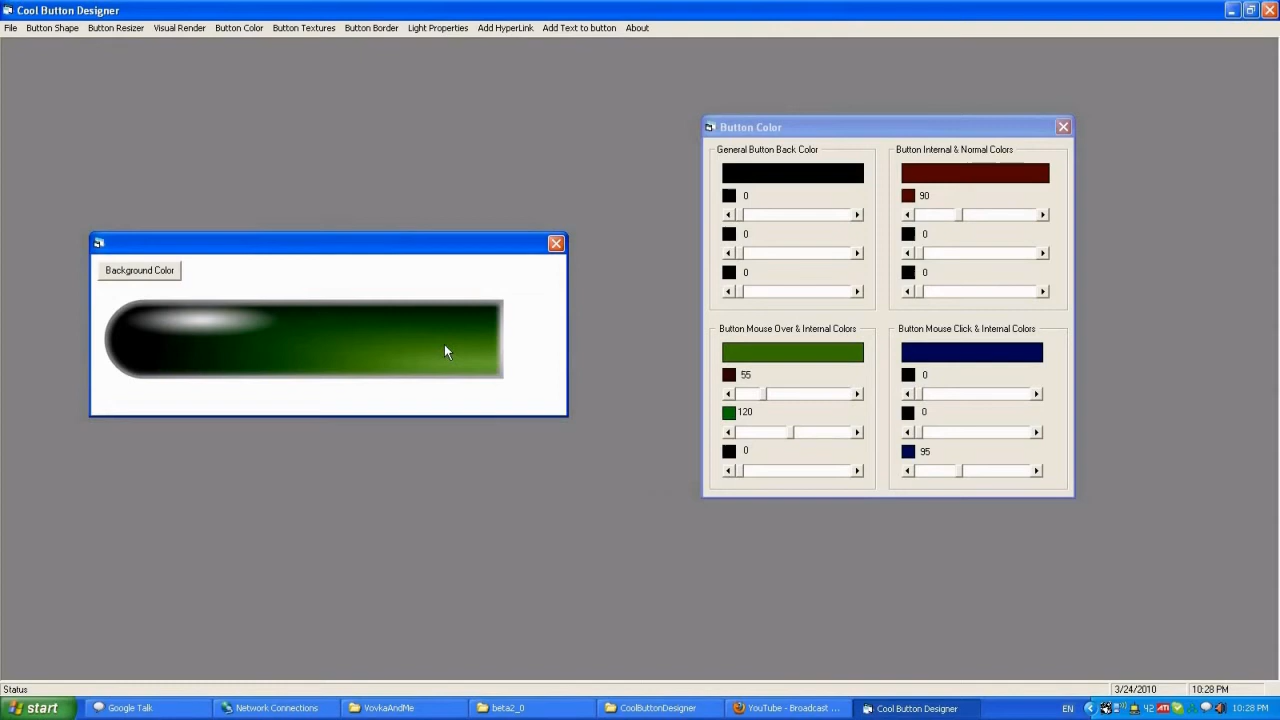 Cool Button Designer
File Button Shape Button Resizer Visual Render Button Color Button Textures Button Border Light Properties Add HyperLink Add Text to button About
Background Color
Button Color
General Button Back Color
0
0
0
Button Internal & Normal Colors
90
0
0
Button Mouse Over & Internal Colors
55
120
0
Button Mouse Click & Internal Colors
0
0
95
Status 3/24/2010 10:28 PM
start Google Talk Network Connections VovkaAndMe beta2_0 CoolButtonDesigner YouTube - Broadcast ... Cool Button Designer EN 42 ATI 10:28 PM